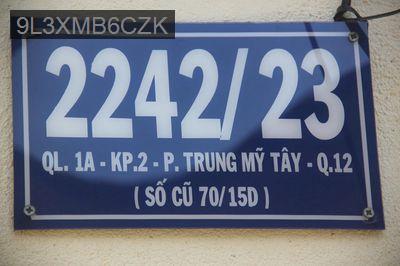 9L3XMB6CZK
2242/23
QL. 1A - KP.2 - P. TRUNG MỸ TÂY - Q.12
( SỐ CŨ 70/15D )